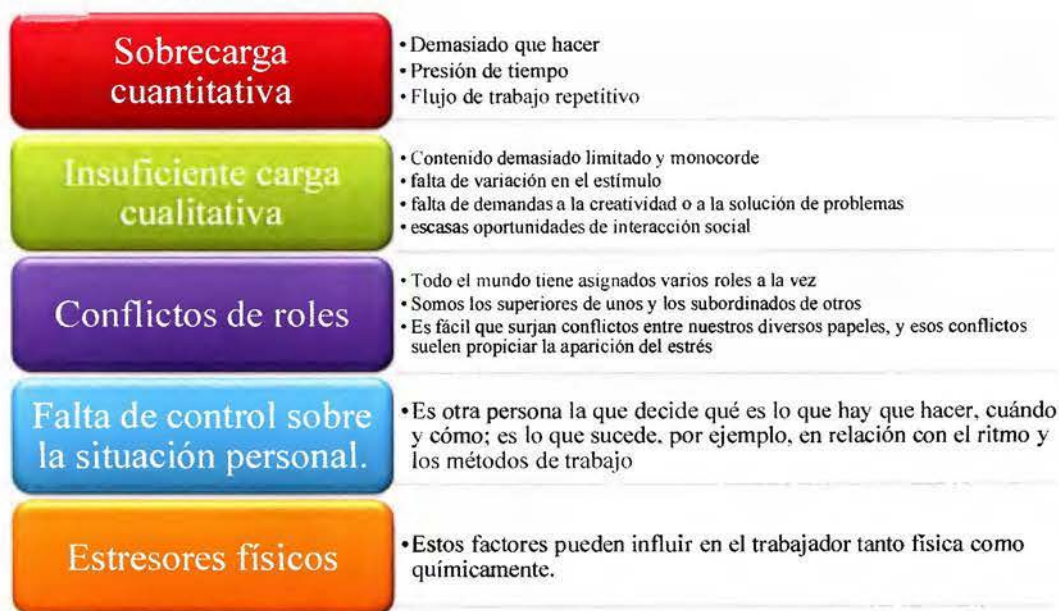 Sobrecarga
cuantitativa
• Demasiado que hacer
• Presión de tiempo
• Flujo de trabajo repetitivo
Insuficiente carga
cualitativa
• Contenido demasiado limitado y monocorde
• falta de variación en el estímulo
• falta de demandas a la creatividad o a la solución de problemas
• escasas oportunidades de interacción social
Conflictos de roles
• Todo el mundo tiene asignados varios roles a la vez
• Somos los superiores de unos y los subordinados de otros
• Es fácil que surjan conflictos entre nuestros diversos papeles, y esos conflictos
suelen propiciar la aparición del estrés
Falta de control sobre
la situación personal.
• Es otra persona la que decide qué es lo que hay que hacer, cuándo
y cómo; es lo que sucede, por ejemplo, en relación con el ritmo y
los métodos de trabajo
Estresores físicos
• Estos factores pueden influir en el trabajador tanto física como
químicamente.